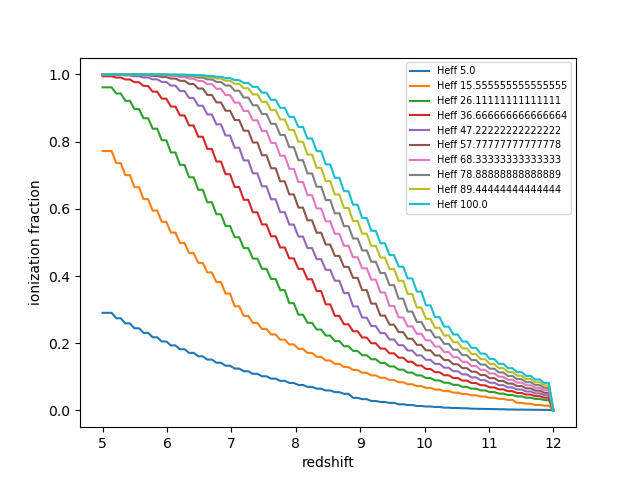 1.0
0.8
0.6
0.4
0.2
0.0
ionization fraction
5 6 7 8 9 10 11 12
redshift
Heff 5.0
Heff 15.555555555555555
Heff 26.11111111111111
Heff 36.666666666666664
Heff 47.22222222222222
Heff 57.77777777777778
Heff 68.33333333333333
Heff 78.88888888888889
Heff 89.44444444444444
Heff 100.0